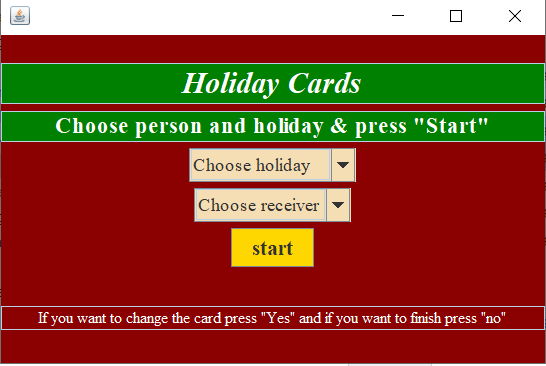 Holiday Cards
Choose person and holiday & press "Start"
Choose holiday
Choose receiver
start
If you want to change the card press "Yes" and if you want to finish press "no"